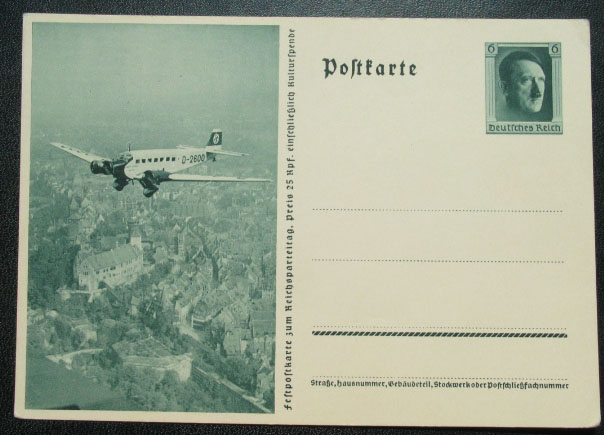 D-2600
Festpostkarte zum Reichsparteitag. Preis 25 Rpf. einschließlich Kulturspende
Postkarte
6 6
Deutsches Reich
Straße, Hausnummer, Gebäudeteil, Stockwerk oder Postschließfachnummer